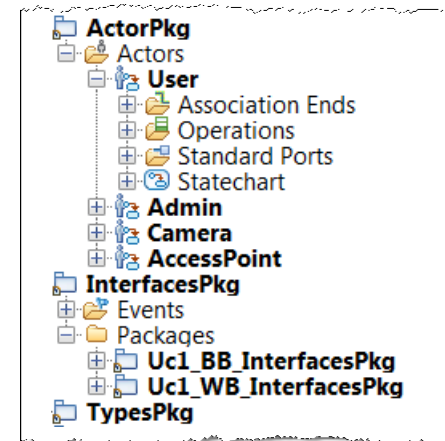 ActorPkg
Actors
User
Association Ends
Operations
Standard Ports
Statechart
Admin
Camera
AccessPoint
InterfacesPkg
Events
Packages
Uc1_BB_InterfacesPkg
Uc1_WB_InterfacesPkg
TypesPkg